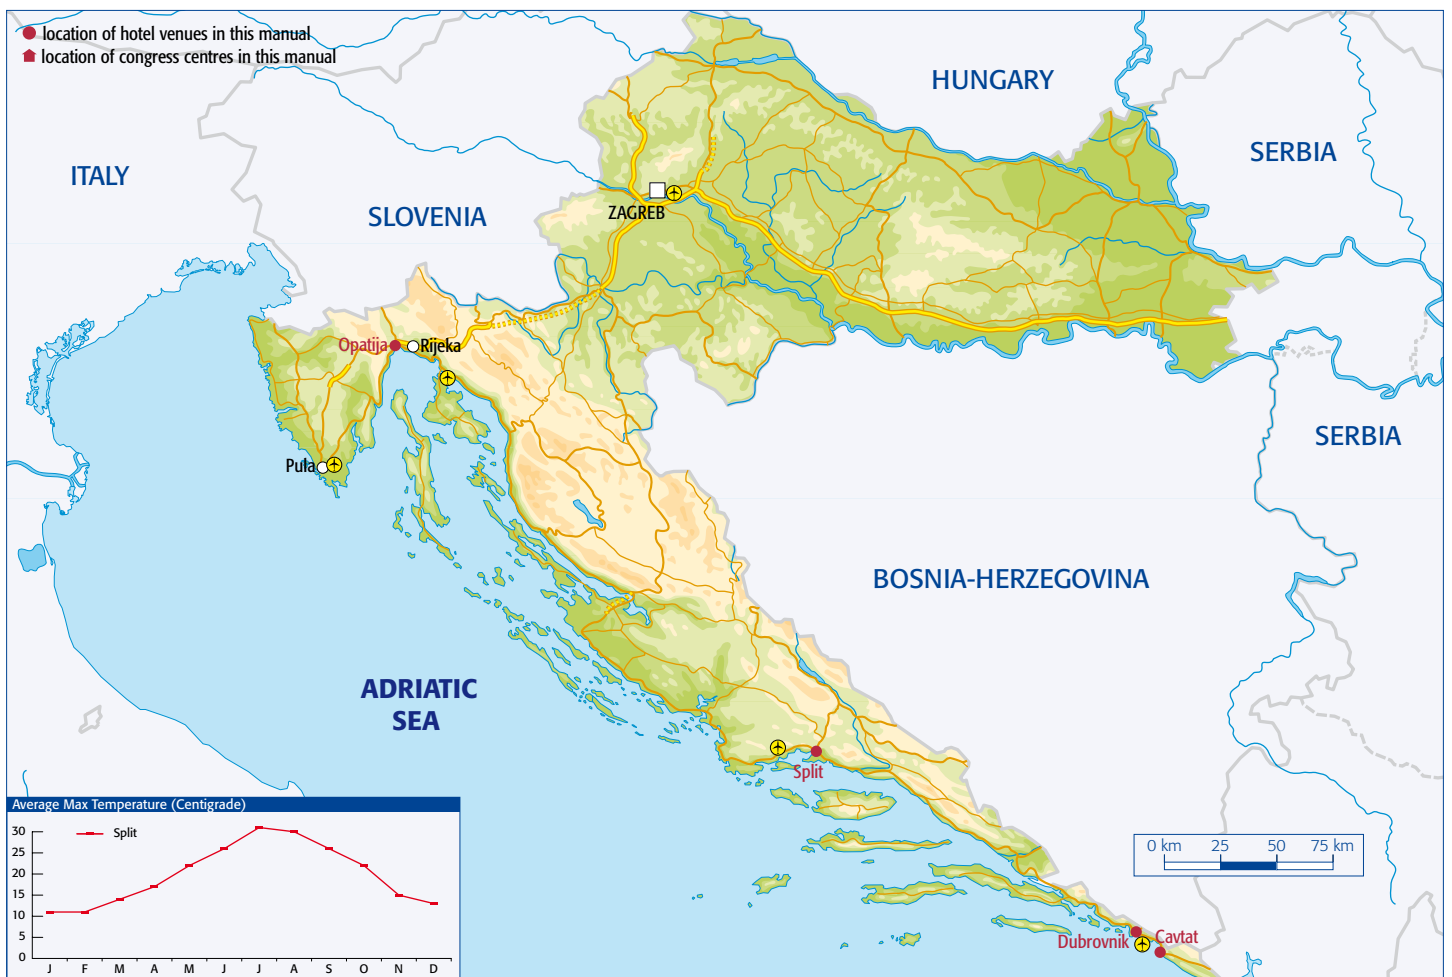 location of hotel venues in this manual
location of congress centres in this manual
HUNGARY
SERBIA
ITALY
SLOVENIA
ZAGREB
Opatija
Rijeka
SERBIA
Pula
BOSNIA-HERZEGOVINA
ADRIATIC
SEA
Split
Average Max Temperature (Centigrade)
Split
30
25
20
15
10
5
0
J F M A M J J A S O N D
0 km 25 50 75 km
Dubrovnik
Cavtat